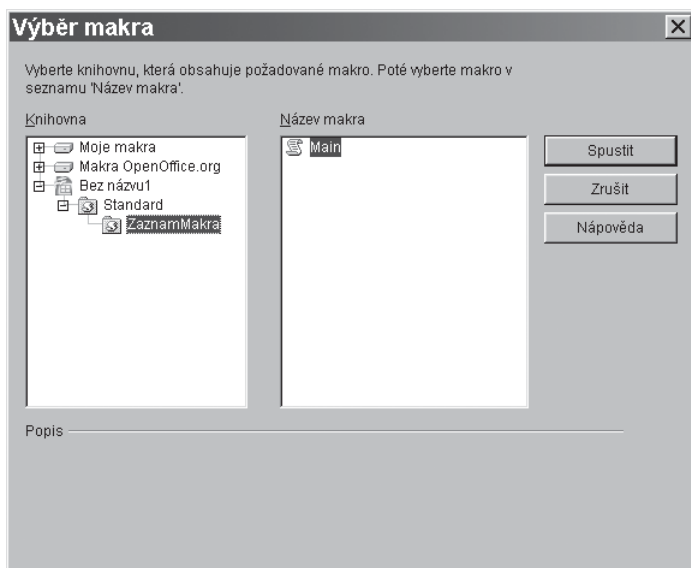 Výběr makra
Vyberte knihovnu, která obsahuje požadované makro. Poté vyberte makro v
seznamu 'Název makra'.
Knihovna
Název makra
Moje makra
Makra OpenOffice.org
Bez názvu1
Standard
ZaznamMakra
Main
Spustit
Zrušit
Nápověda
Popis